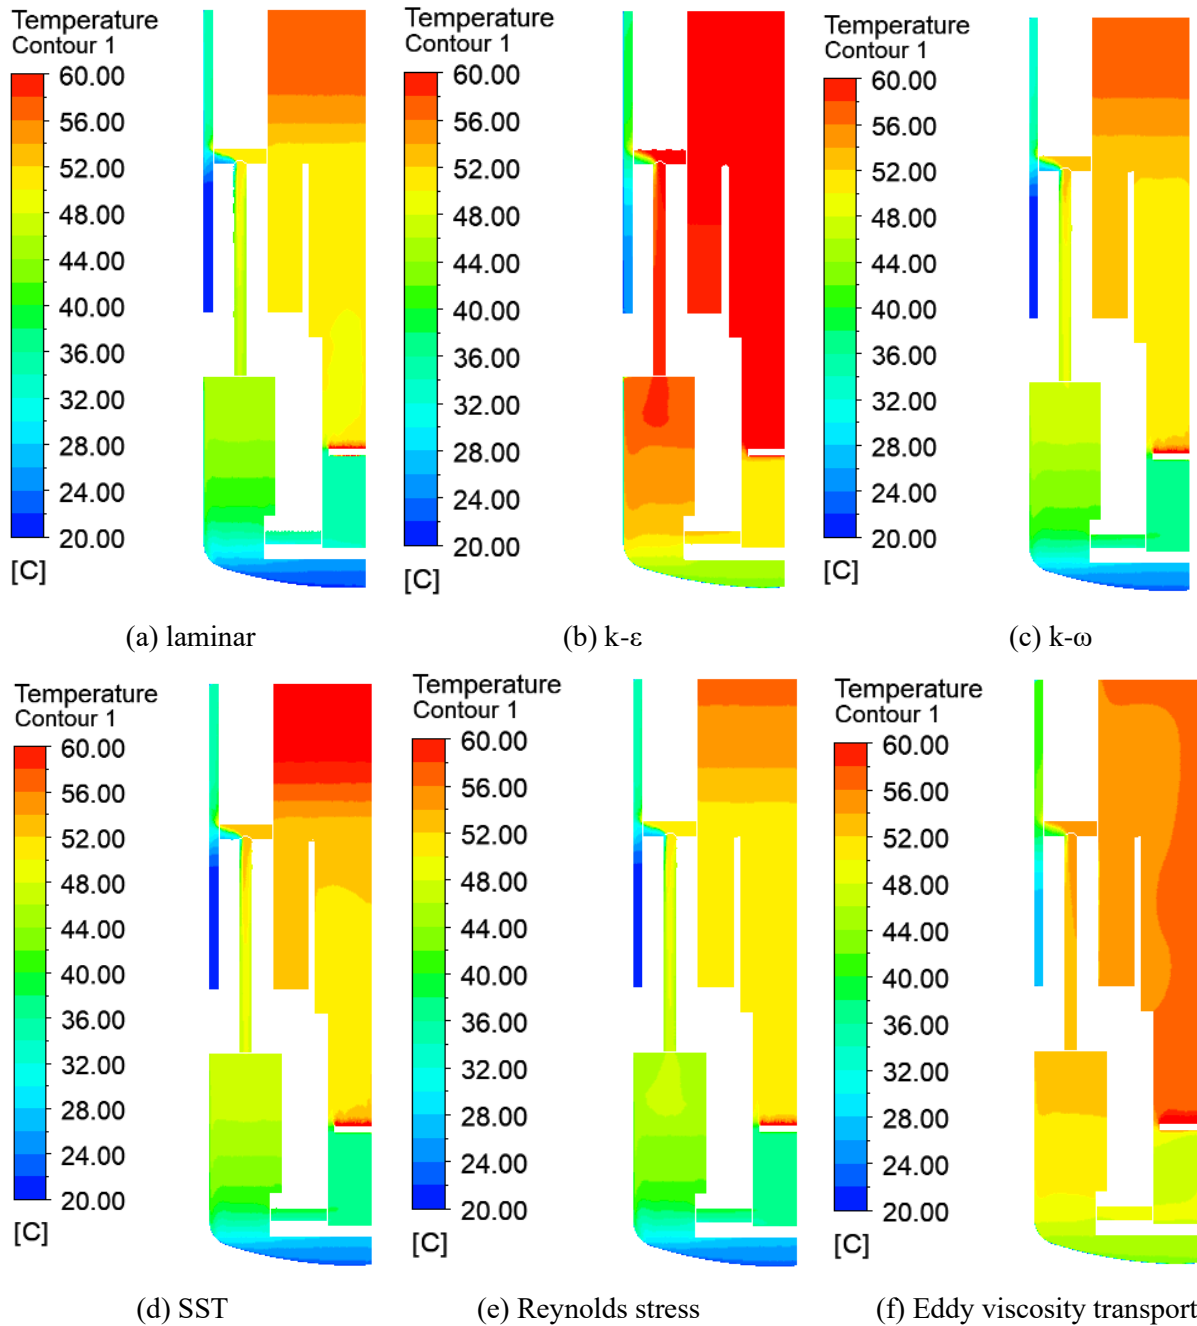 Temperature
Contour 1
60.00
56.00
52.00
48.00
44.00
40.00
36.00
32.00
28.00
24.00
20.00
[C]
(a) laminar
Temperature
Contour 1
60.00
56.00
52.00
48.00
44.00
40.00
36.00
32.00
28.00
24.00
20.00
[C]
(b) k-ε
Temperature
Contour 1
60.00
56.00
52.00
48.00
44.00
40.00
36.00
32.00
28.00
24.00
20.00
[C]
(c) k-ω
Temperature
Contour 1
60.00
56.00
52.00
48.00
44.00
40.00
36.00
32.00
28.00
24.00
20.00
[C]
(d) SST
Temperature
Contour 1
60.00
56.00
52.00
48.00
44.00
40.00
36.00
32.00
28.00
24.00
20.00
[C]
(e) Reynolds stress
Temperature
Contour 1
60.00
56.00
52.00
48.00
44.00
40.00
36.00
32.00
28.00
24.00
20.00
[C]
(f) Eddy viscosity transport